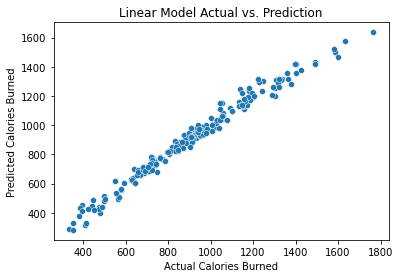 Linear Model Actual vs. Prediction
Predicted Calories Burned
1600
1400
1200
1000
800
600
400
400 600 800 1000 1200 1400 1600 1800
Actual Calories Burned